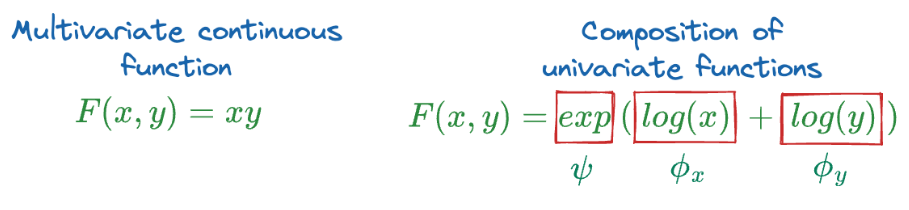 Multivariate continuous
function
F(x, y) = xy
Composition of
univariate functions
F(x, y) = exp(log(x) + log(y))
ψ ϕx ϕy